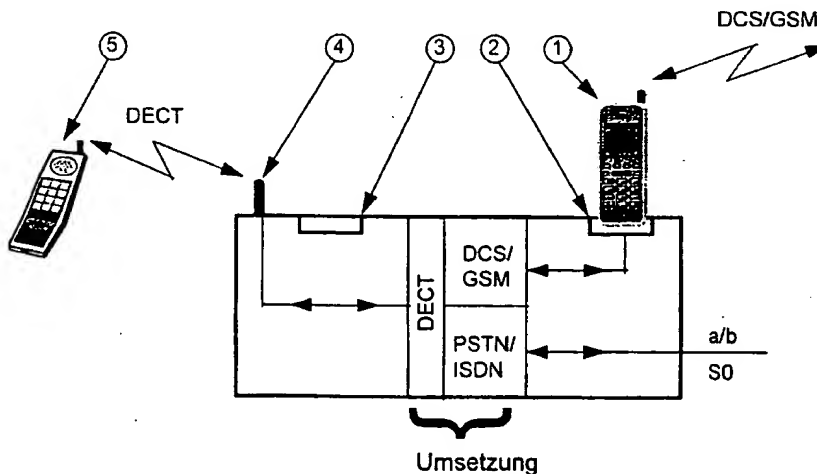 DCS/GSM
5
4
3
2
1
DECT
DCS/
GSM
DECT
PSTN/
ISDN
a/b
S0
Umsetzung